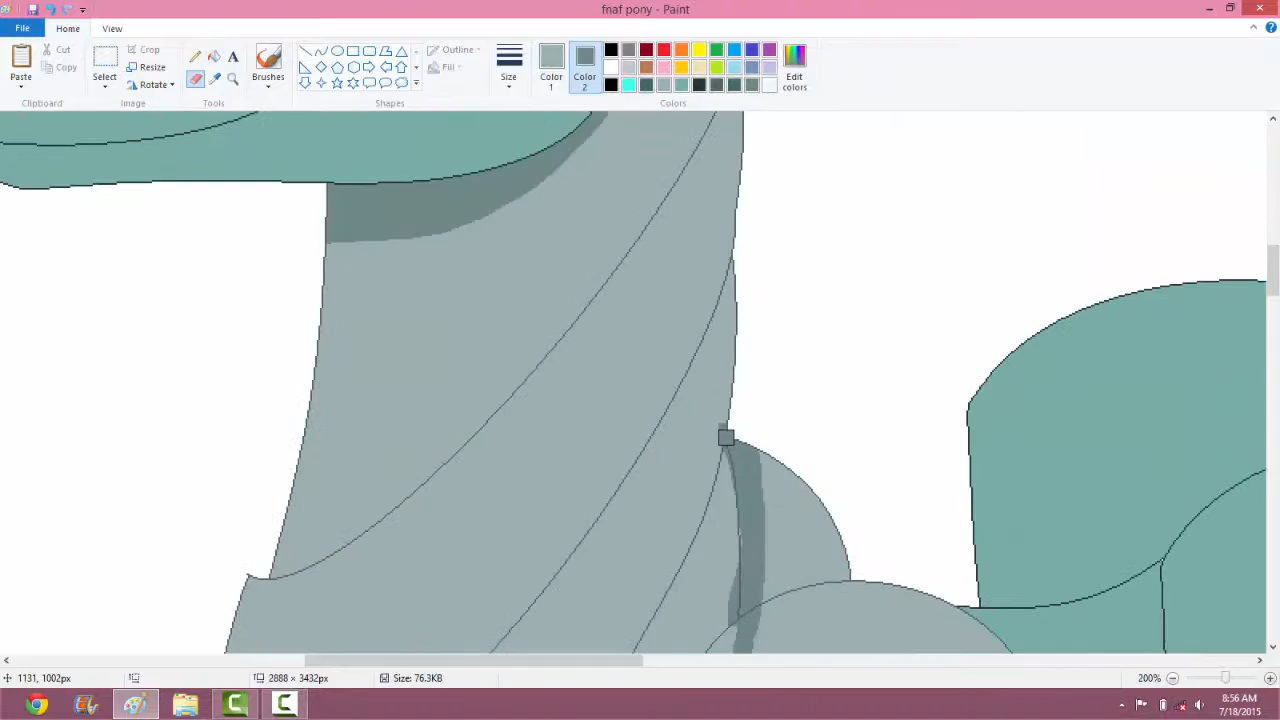 fnaf pony - Paint
File Home View
Paste
Cut
Copy
Clipboard
Select
Crop
Resize
Rotate
Image
Tools
Brushes
Shapes
Outline
Fill
Size
Color 1
Color 2
Colors
Edit colors
1131, 1002px
2888 × 3432px
Size: 76.3KB
200%
8:56 AM
7/18/2015